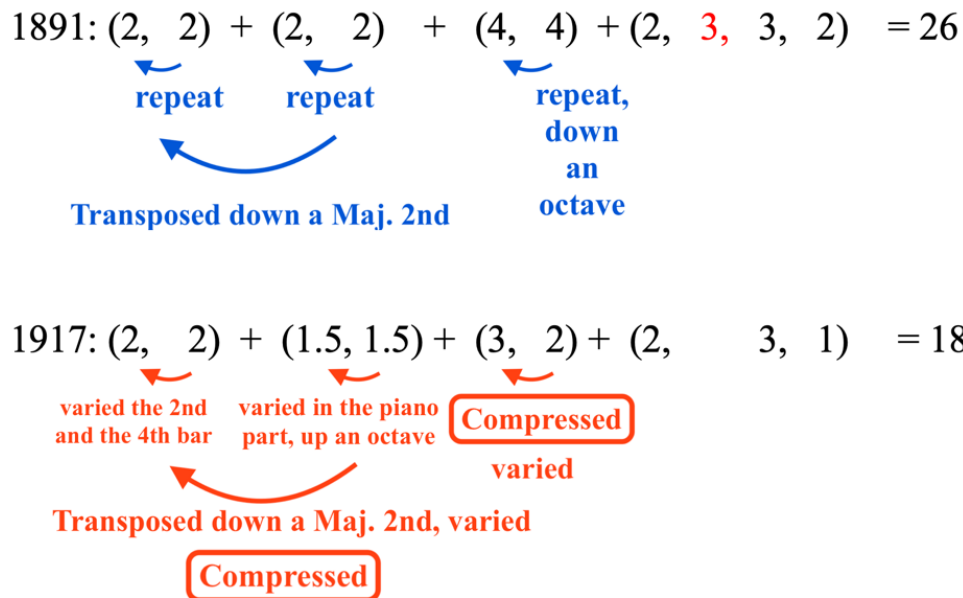 1891: (2, 2) + (2, 2) + (4, 4) + (2, 3, 3, 2) = 26
repeat repeat repeat,
down
an
octave
Transposed down a Maj. 2nd
1917: (2, 2) + (1.5, 1.5) + (3, 2) + (2, 3, 1) = 18
varied the 2nd varied in the piano Compressed
and the 4th bar part, up an octave
varied
Transposed down a Maj. 2nd, varied
Compressed